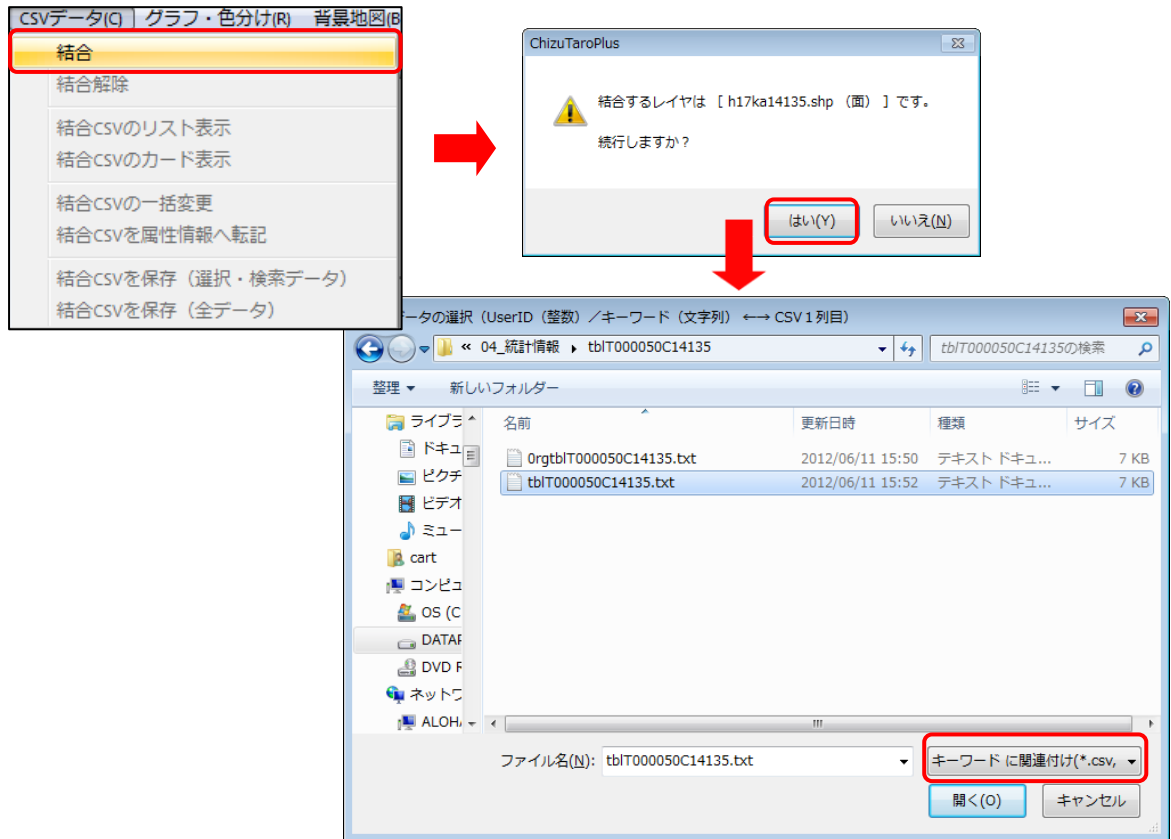 CSVデータ(C) グラフ・色分け(R) 背景地図(B
結合
結合解除
結合CSVのリスト表示
結合CSVのカード表示
結合CSVの一括変更
結合CSVを属性情報へ転記
結合CSVを保存（選択・検索データ）
結合CSVを保存（全データ）
ChizuTaroPlus
結合するレイヤは ［ h17ka14135.shp （面） ］ です。
続行しますか？
はい(Y) いいえ(N)
ータの選択（UserID（整数）／キーワード（文字列） ←→ CSV１列目）
« 04_統計情報 ▸ tblT000050C14135 tblT000050C14135の検索
整理 ▼ 新しいフォルダー
ライブラ 名前 更新日時 種類 サイズ
ドキュ 0rgtblT000050C14135.txt 2012/06/11 15:50 テキスト ドキュ... 7 KB
ピクチ tblT000050C14135.txt 2012/06/11 15:52 テキスト ドキュ... 7 KB
ビデオ
ミュー
cart
コンピュ
OS (C
DATAF
DVD F
ネットワ
ALOH
ファイル名(N): tblT000050C14135.txt キーワード に関連付け(*.csv,
開く(O) キャンセル